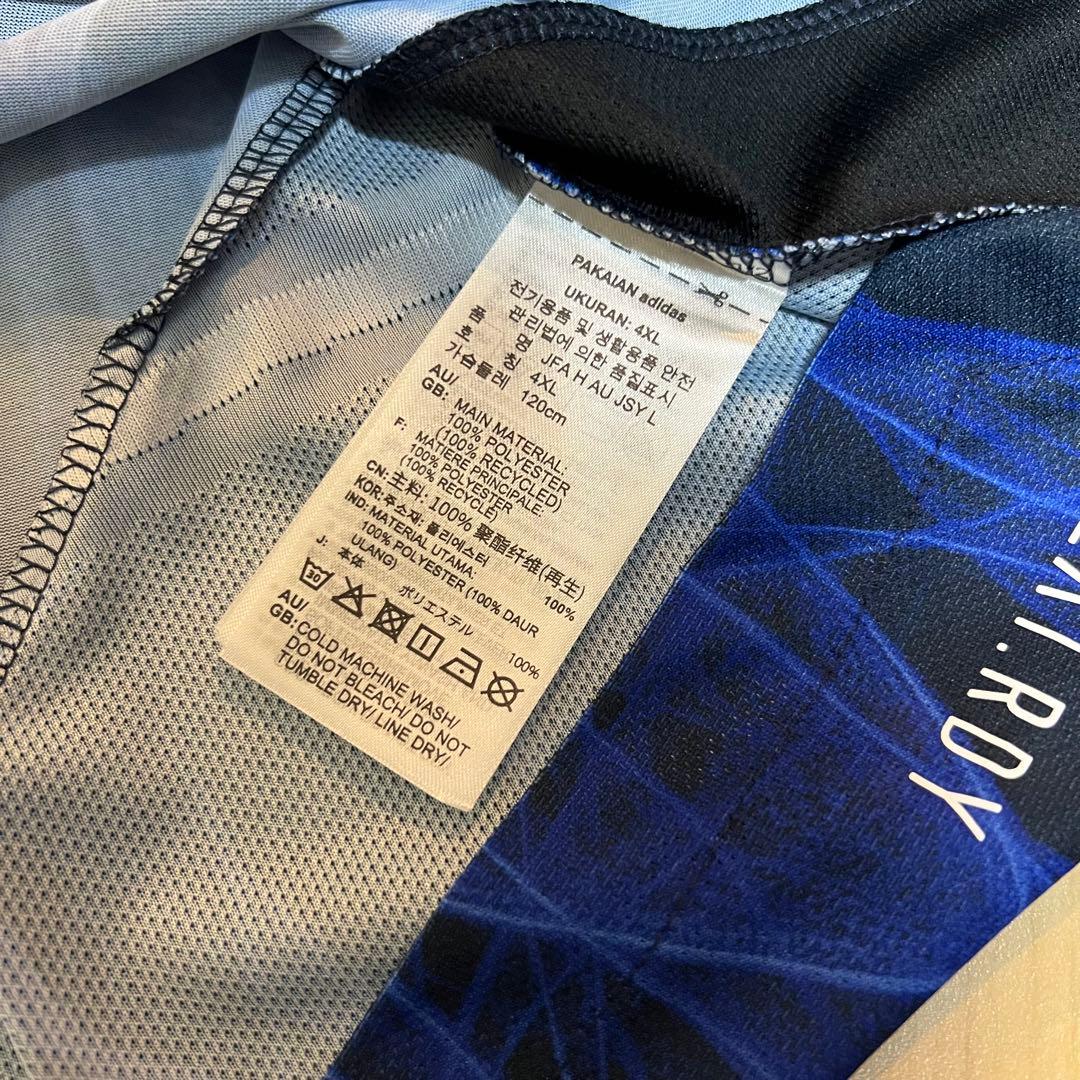 PAKAIAN adidas
UKURAN: 4XL
전기용품 및 생활용품 안전
판리법에 의한 품질표시
품 명 JFA H AU JSY L
호 칭 4XL
가슴둘레 120cm
AU/
GB: MAIN MATERIAL:
100% POLYESTER
(100% RECYCLED)
F. MATIERE PRINCIPALE:
100% POLYESTER
(100% RECYCLE)
CN: 主料: 100% 聚酯纤维(再生)
KOR: 주소재: 폴리에스터 100%
IND: MATERIAL UTAMA:
100% POLYESTER (100% DAUR
ULANG)
J: 本体 ポリエステル 100%
30
AU/
GB: COLD MACHINE WASH/
DO NOT BLEACH/ DO NOT
TUMBLE DRY/ LINE DRY/
.RDY